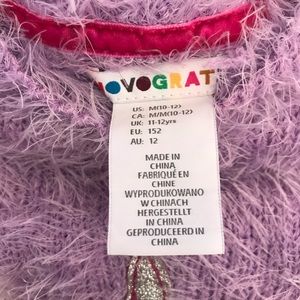 NOVOGRAT
US: M(10-12)
CA: M/M(10-12)
UK: 11-12yrs
EU: 152
AU: 12
MADE IN
CHINA
FABRIQUÉ EN
CHINE
WYPRODUKOWANO
W CHINACH
HERGESTELLT
IN CHINA
GEPRODUCEERD IN
CHINA